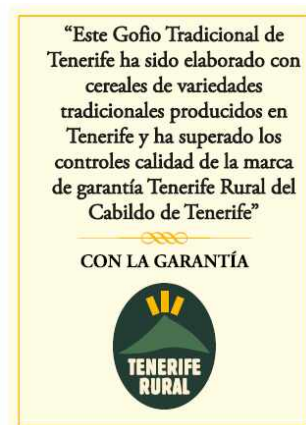 “Este Gofio Tradicional de
Tenerife ha sido elaborado con
cereales de variedades
tradicionales producidos en
Tenerife y ha superado los
controles calidad de la marca
de garantía Tenerife Rural del
Cabildo de Tenerife”
CON LA GARANTÍA
TENERIFE
RURAL